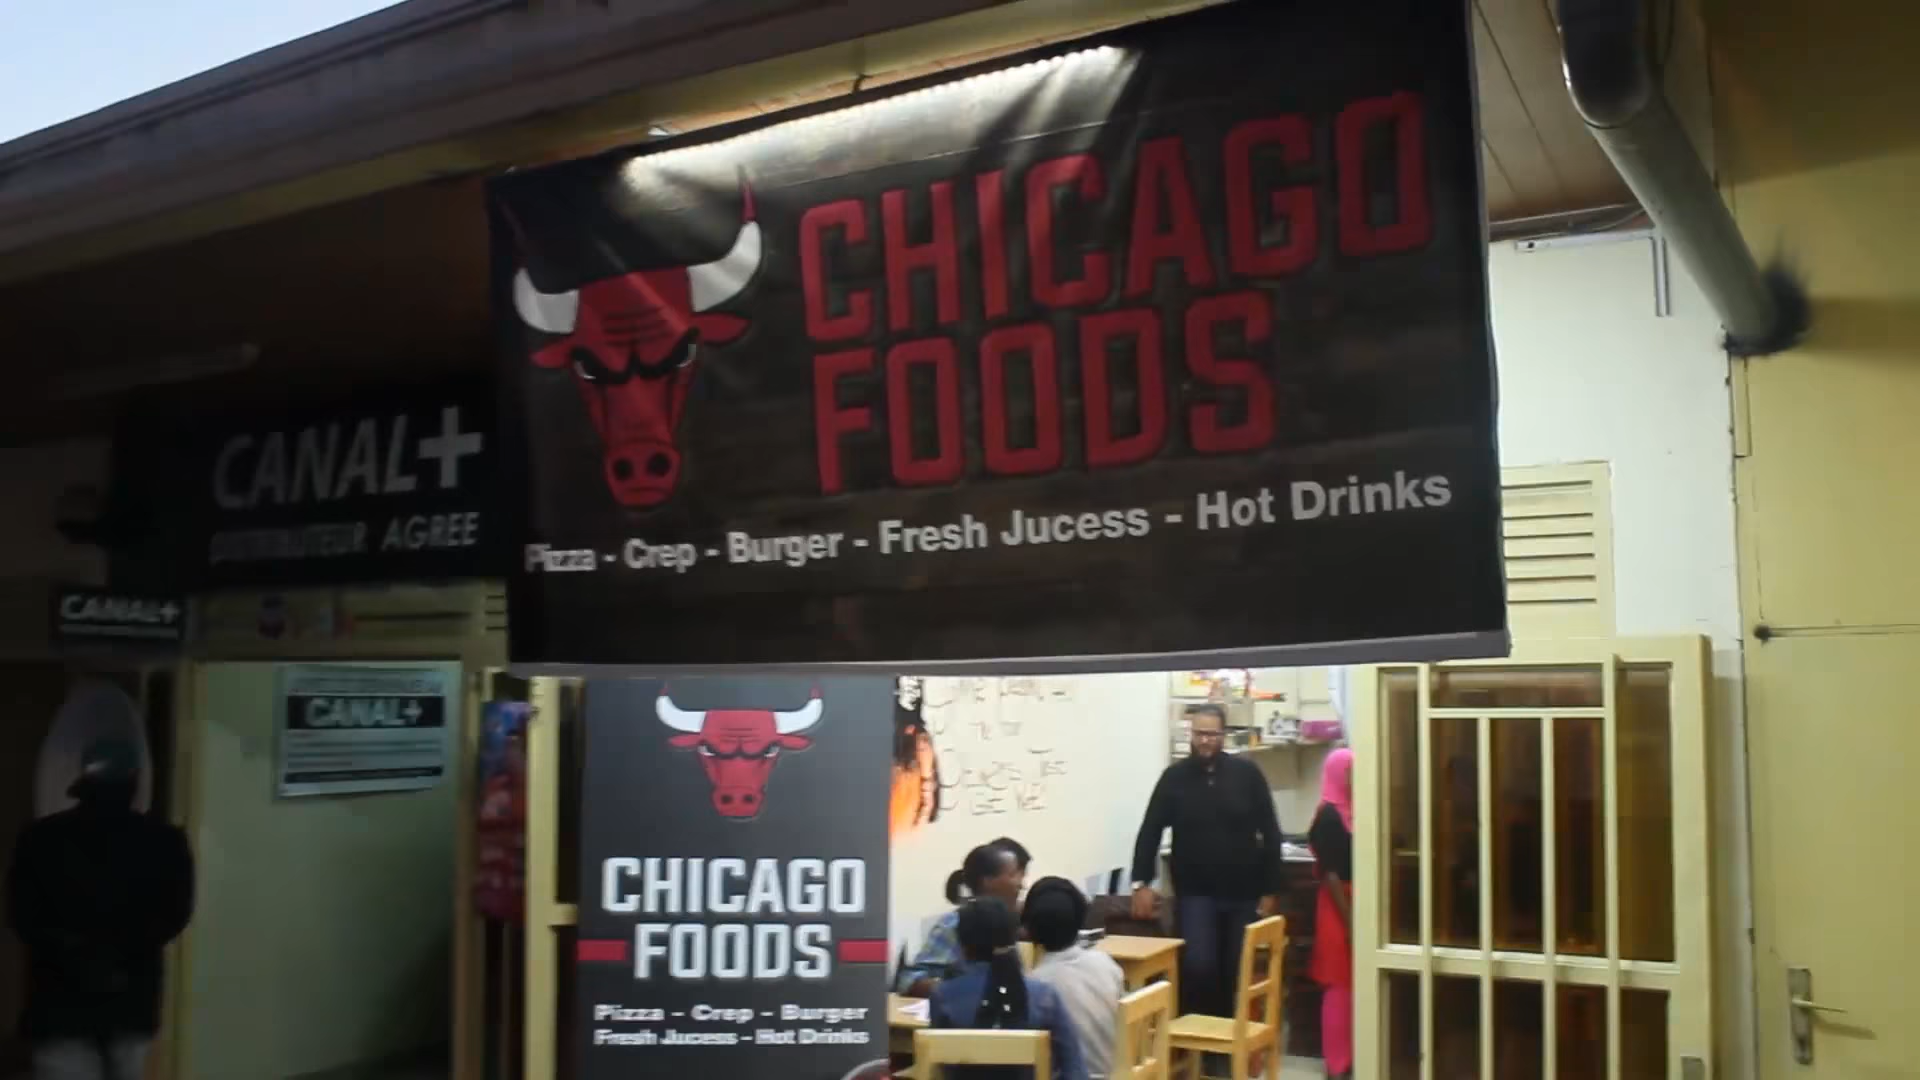 CHICAGO
FOODS
Pizza - Crep - Burger - Fresh Jucess - Hot Drinks
CANAL+
DISTRIBUTEUR AGREE
CANAL+
CANAL+
CHICAGO
FOODS
Pizza - Crep - Burger
Fresh Jucess - Hot Drinks